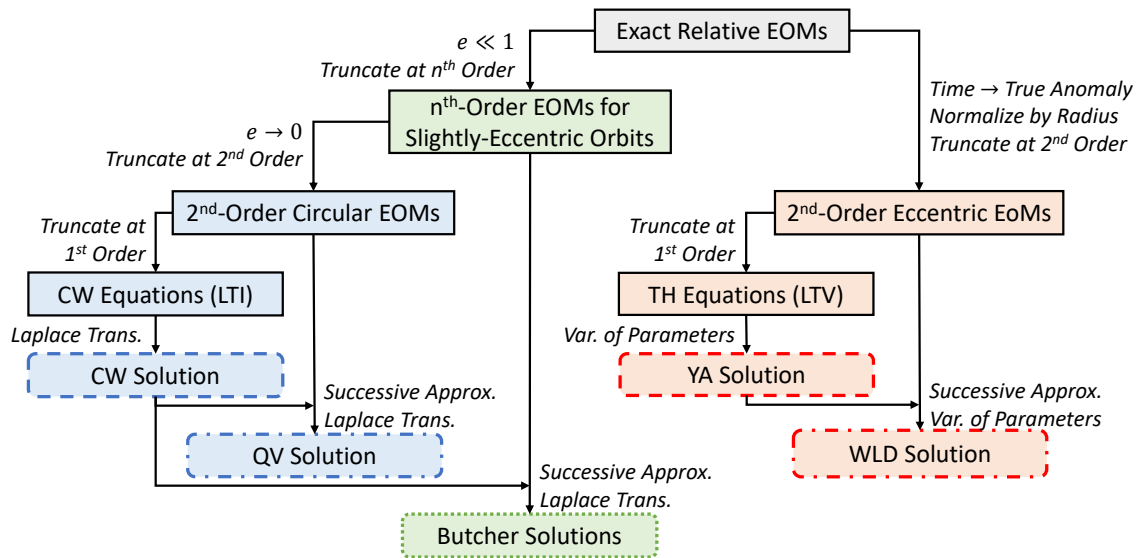 Exact Relative EOMs
e ≪ 1
Truncate at nth Order
nth-Order EOMs for
Slightly-Eccentric Orbits
Time → True Anomaly
Normalize by Radius
Truncate at 2nd Order
e → 0
Truncate at 2nd Order
2nd-Order Circular EOMs
2nd-Order Eccentric EoMs
Truncate at
1st Order
Truncate at
1st Order
CW Equations (LTI)
TH Equations (LTV)
Laplace Trans.
Var. of Parameters
CW Solution
YA Solution
Successive Approx.
Laplace Trans.
Successive Approx.
Var. of Parameters
QV Solution
WLD Solution
Successive Approx.
Laplace Trans.
Butcher Solutions